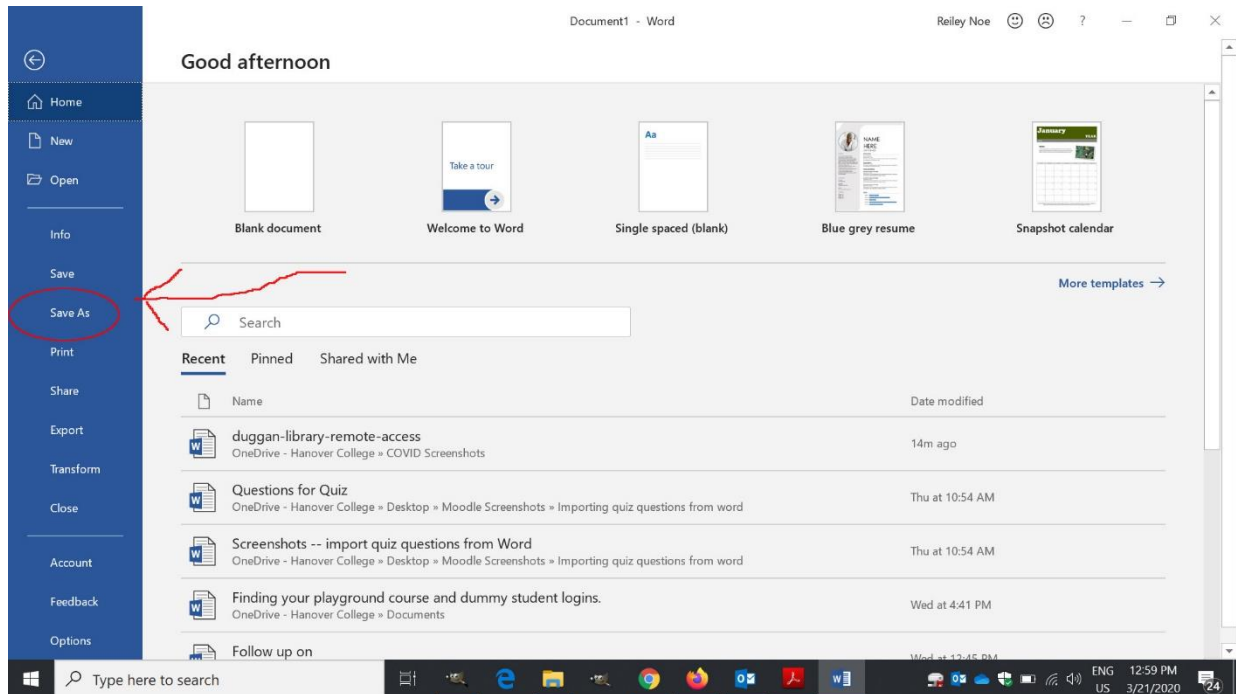 Document1 - Word
Reiley Noe
?
Good afternoon
Home
New
Open
Info
Save
Save As
Print
Share
Export
Transform
Close
Account
Feedback
Options
Take a tour
Aa
NAME
HERE
January
Blank document
Welcome to Word
Single spaced (blank)
Blue grey resume
Snapshot calendar
More templates
Search
Recent Pinned Shared with Me
Name Date modified
duggan-library-remote-access
OneDrive - Hanover College » COVID Screenshots
14m ago
Questions for Quiz
OneDrive - Hanover College » Desktop » Moodle Screenshots » Importing quiz questions from word
Thu at 10:54 AM
Screenshots -- import quiz questions from Word
OneDrive - Hanover College » Desktop » Moodle Screenshots » Importing quiz questions from word
Thu at 10:54 AM
Finding your playground course and dummy student logins.
OneDrive - Hanover College » Documents
Wed at 4:41 PM
Follow up on
Wed at 12:45 PM
Type here to search
ENG
US
12:59 PM
3/21/2020
24